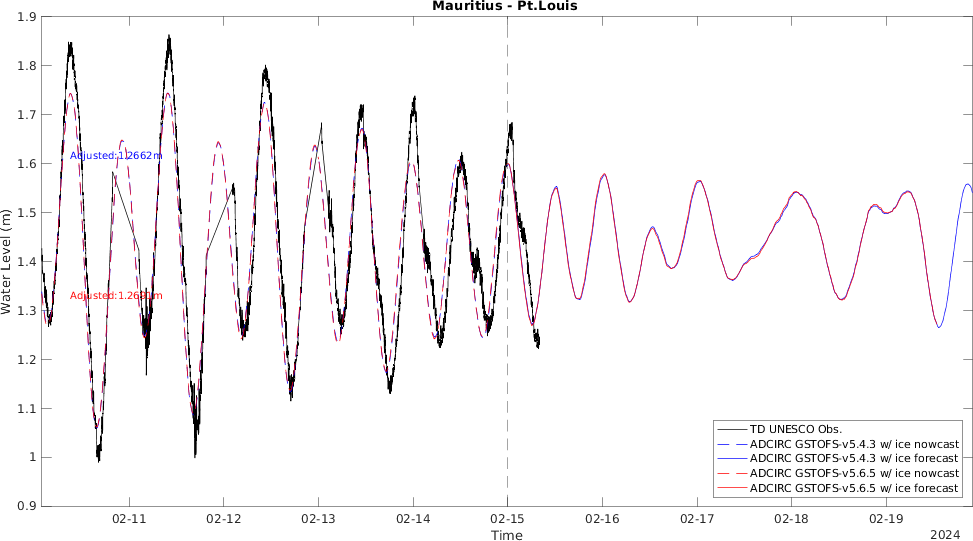 Mauritius - Pt.Louis
1.9
1.8
1.7
1.6
1.5
1.4
1.3
1.2
1.1
1
0.9
Water Level (m)
Adjusted:1.2662m
02-11
02-12
02-13
02-14
02-15
02-16
02-17
02-18
02-19
Time
2024
TD UNESCO Obs.
ADCIRC GSTOFS-v5.4.3 w/ ice nowcast
ADCIRC GSTOFS-v5.4.3 w/ ice forecast
ADCIRC GSTOFS-v5.6.5 w/ ice nowcast
ADCIRC GSTOFS-v5.6.5 w/ ice forecast